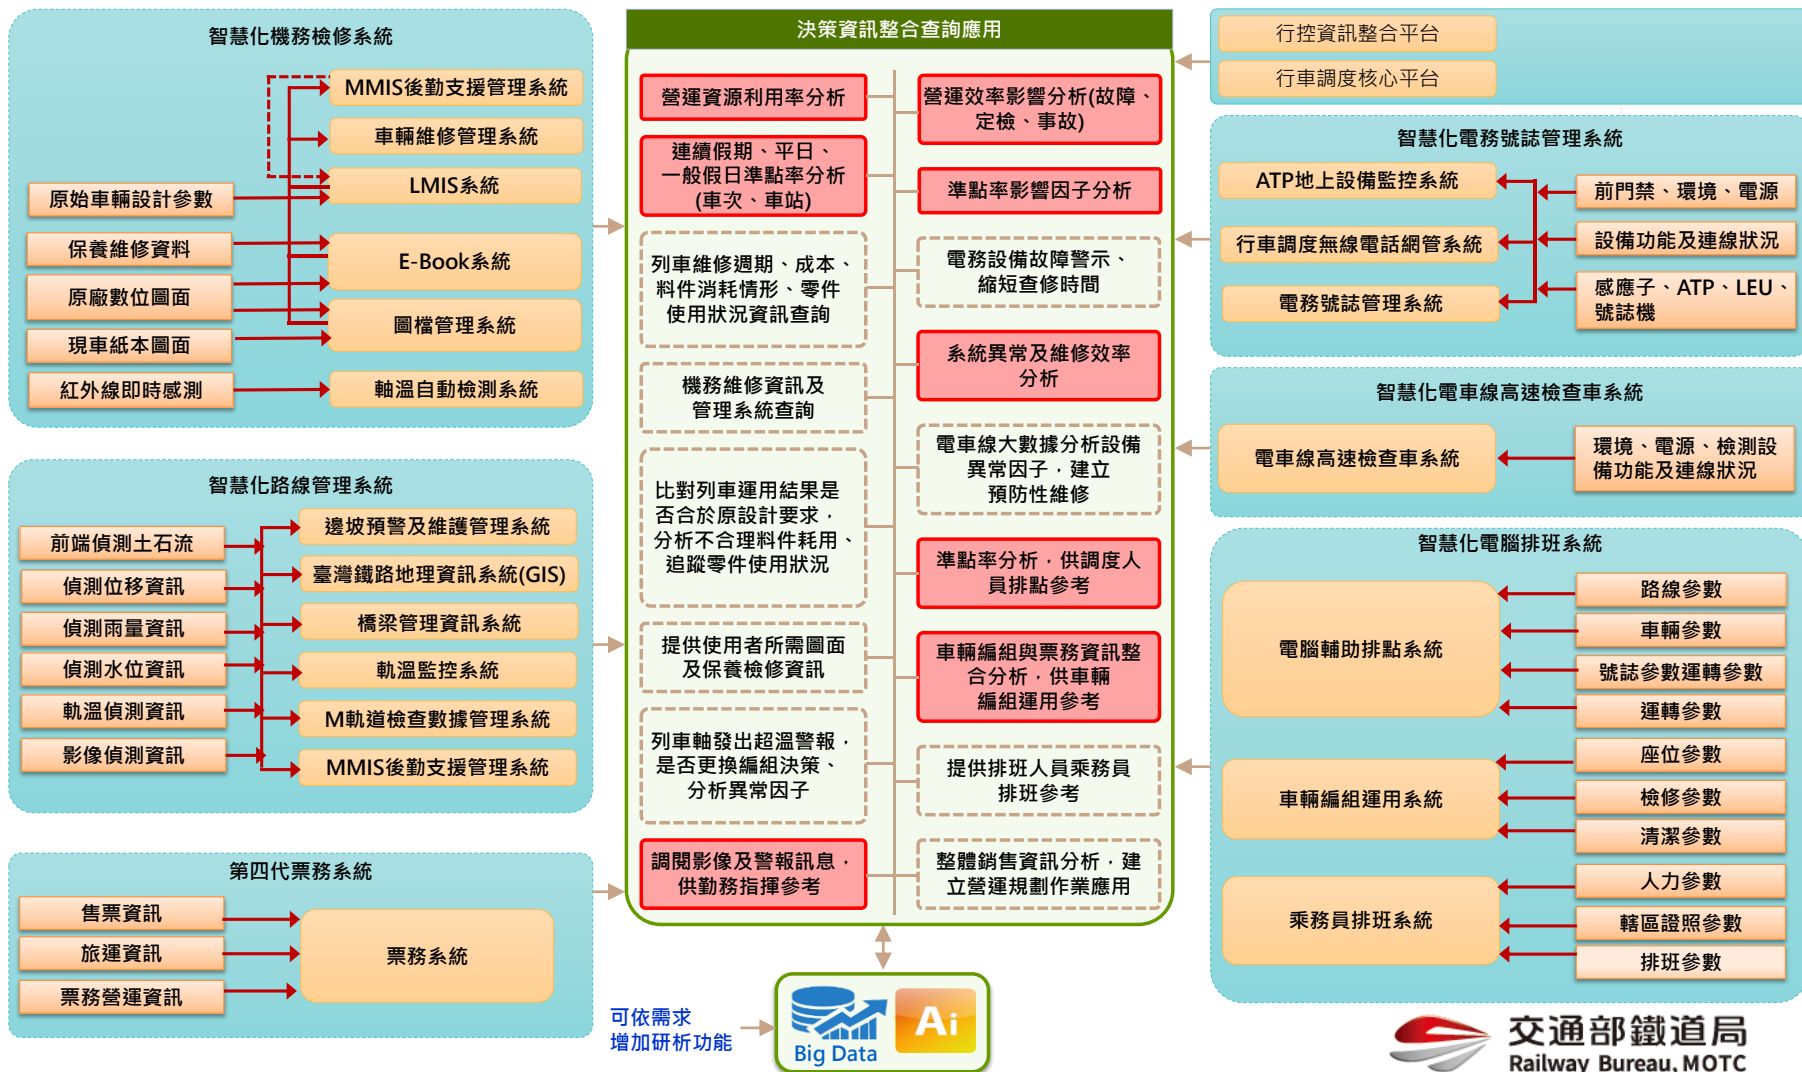 智慧化機務檢修系統
MMIS後勤支援管理系統
車輛維修管理系統
LMIS系統
原始車輛設計參數
保養維修資料
E-Book系統
原廠數位圖面
圖檔管理系統
現車紙本圖面
紅外線即時感測
軸溫自動檢測系統
智慧化路線管理系統
邊坡預警及維護管理系統
前端偵測土石流
臺灣鐵路地理資訊系統(GIS)
偵測位移資訊
橋梁管理資訊系統
偵測雨量資訊
軌溫監控系統
偵測水位資訊
M軌道檢查數據管理系統
軌溫偵測資訊
影像偵測資訊
MMIS後勤支援管理系統
第四代票務系統
售票資訊
旅運資訊
票務系統
票務營運資訊
決策資訊整合查詢應用
營運資源利用率分析
連續假期、平日、
一般假日準點率分析
(車次、車站)
列車維修週期、成本、
料件消耗情形、零件
使用狀況資訊查詢
機務維修資訊及
管理系統查詢
比對列車運用結果是
否合於原設計要求，
分析不合理料件耗用、
追蹤零件使用狀況
提供使用者所需圖面
及保養檢修資訊
列車軸發出超溫警報，
是否更換編組決策、
分析異常因子
調閱影像及警報訊息，
供勤務指揮參考
營運效率影響分析(故障、
定檢、事故)
準點率影響因子分析
電務設備故障警示、
縮短查修時間
系統異常及維修效率
分析
電車線大數據分析設備
異常因子，建立
預防性維修
準點率分析，供調度人
員排點參考
車輛編組與票務資訊整
合分析，供車輛
編組運用參考
提供排班人員乘務員
排班參考
整體銷售資訊分析，建
立營運規劃作業應用
可依需求
增加研析功能
Big Data
Ai
行控資訊整合平台
行車調度核心平台
智慧化電務號誌管理系統
ATP地上設備監控系統
前門禁、環境、電源
行車調度無線電話網管系統
設備功能及連線狀況
電務號誌管理系統
感應子、ATP、LEU、
號誌機
智慧化電車線高速檢查車系統
電車線高速檢查車系統
環境、電源、檢測設
備功能及連線狀況
智慧化電腦排班系統
電腦輔助排點系統
路線參數
車輛參數
號誌參數運轉參數
運轉參數
車輛編組運用系統
座位參數
檢修參數
清潔參數
乘務員排班系統
人力參數
轄區證照參數
排班參數
交通部鐵道局
Railway Bureau, MOTC